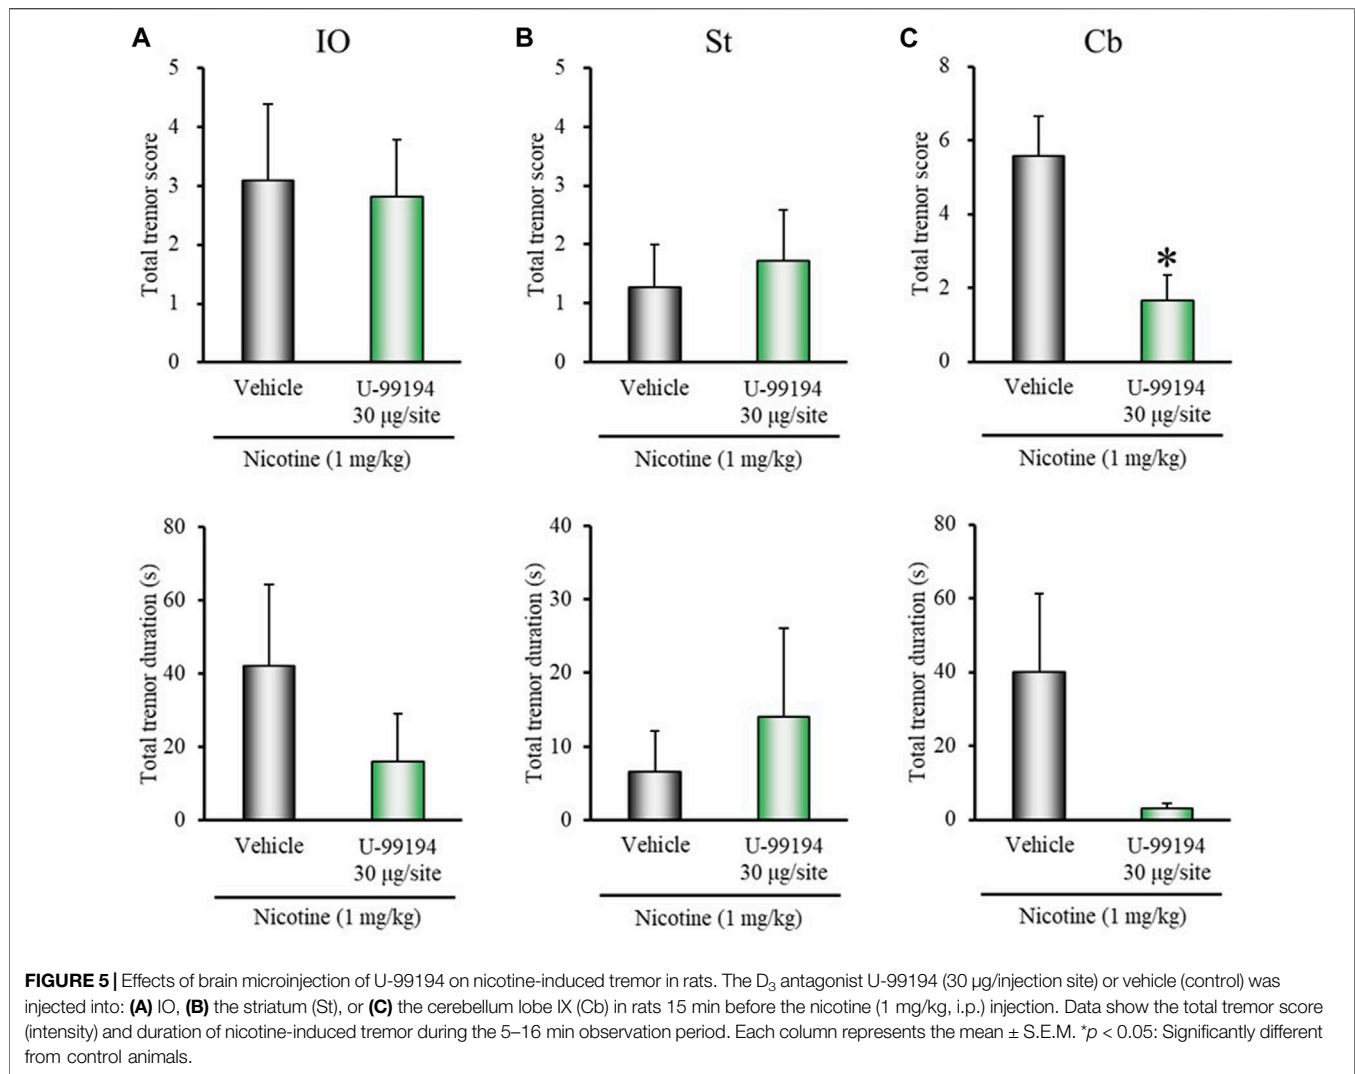 A IO
5
4
3
2
1
0
Total tremor score
Vehicle
U-99194
30 µg/site
Nicotine (1 mg/kg)
B St
5
4
3
2
1
0
Total tremor score
Vehicle
U-99194
30 µg/site
Nicotine (1 mg/kg)
C Cb
8
6
4
2
0
Total tremor score
*
Vehicle
U-99194
30 µg/site
Nicotine (1 mg/kg)
80
60
40
20
0
Total tremor duration (s)
Vehicle
U-99194
30 µg/site
Nicotine (1 mg/kg)
40
30
20
10
0
Total tremor duration (s)
Vehicle
U-99194
30 µg/site
Nicotine (1 mg/kg)
80
60
40
20
0
Total tremor duration (s)
Vehicle
U-99194
30 µg/site
Nicotine (1 mg/kg)
FIGURE 5 | Effects of brain microinjection of U-99194 on nicotine-induced tremor in rats. The D3 antagonist U-99194 (30 µg/injection site) or vehicle (control) was
injected into: (A) IO, (B) the striatum (St), or (C) the cerebellum lobe IX (Cb) in rats 15 min before the nicotine (1 mg/kg, i.p.) injection. Data show the total tremor score
(intensity) and duration of nicotine-induced tremor during the 5–16 min observation period. Each column represents the mean ± S.E.M. *p < 0.05: Significantly different
from control animals.